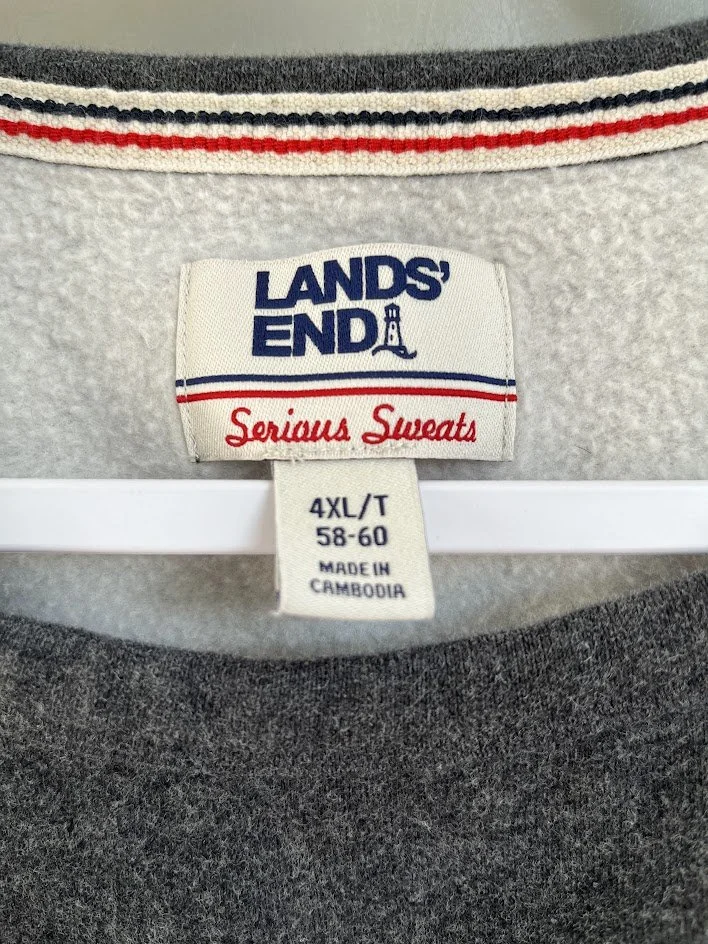 LANDS'
END
Serious Sweats
4XL/T
58-60
MADE IN
CAMBODIA